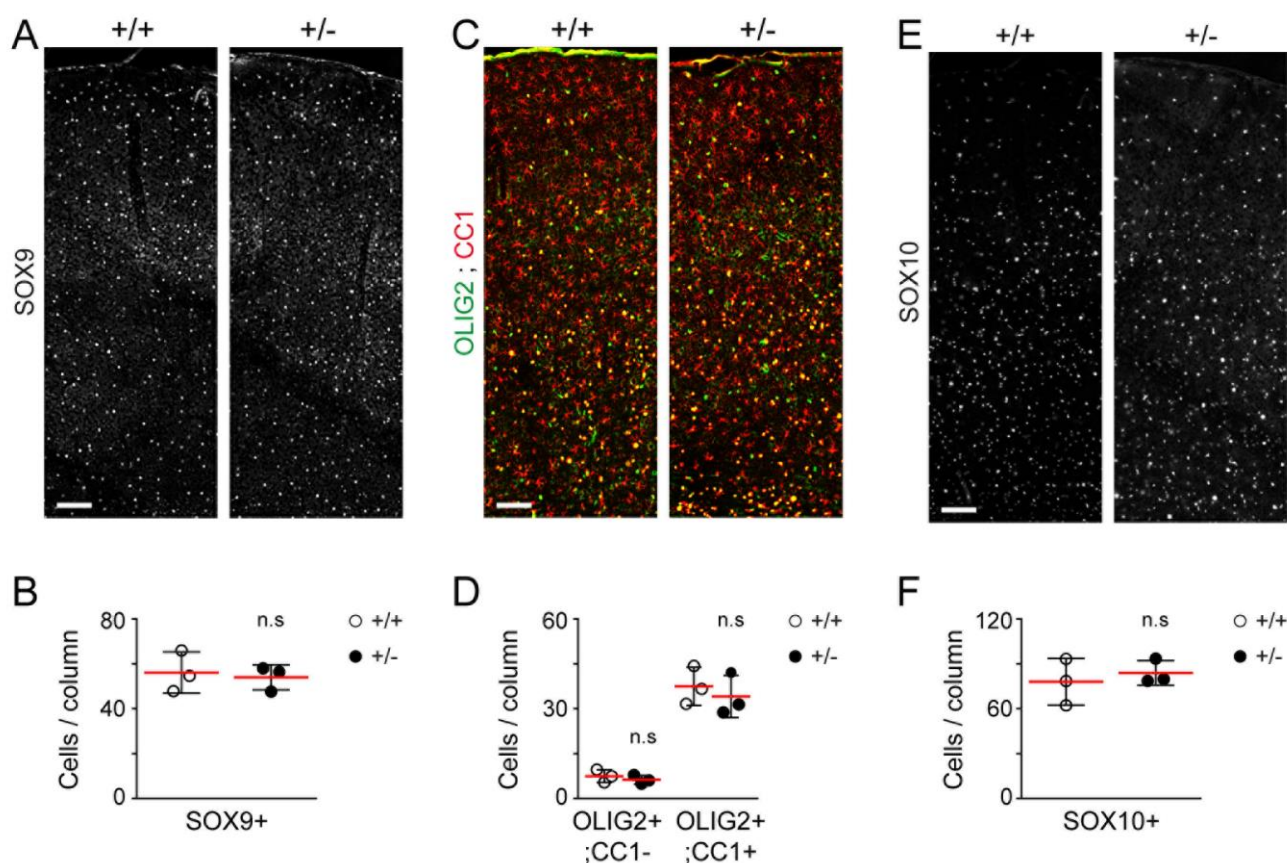 A
+/+
+/-
SOX9
C
+/+
+/-
OLIG2 ; CC1
E
+/+
+/-
SOX10
B
80
40
0
Cells / column
n.s
+/+
+/-
SOX9+
D
60
30
0
Cells / column
n.s
n.s
+/+
+/-
OLIG2+
;CC1-
OLIG2+
;CC1+
F
120
60
0
Cells / column
n.s
+/+
+/-
SOX10+